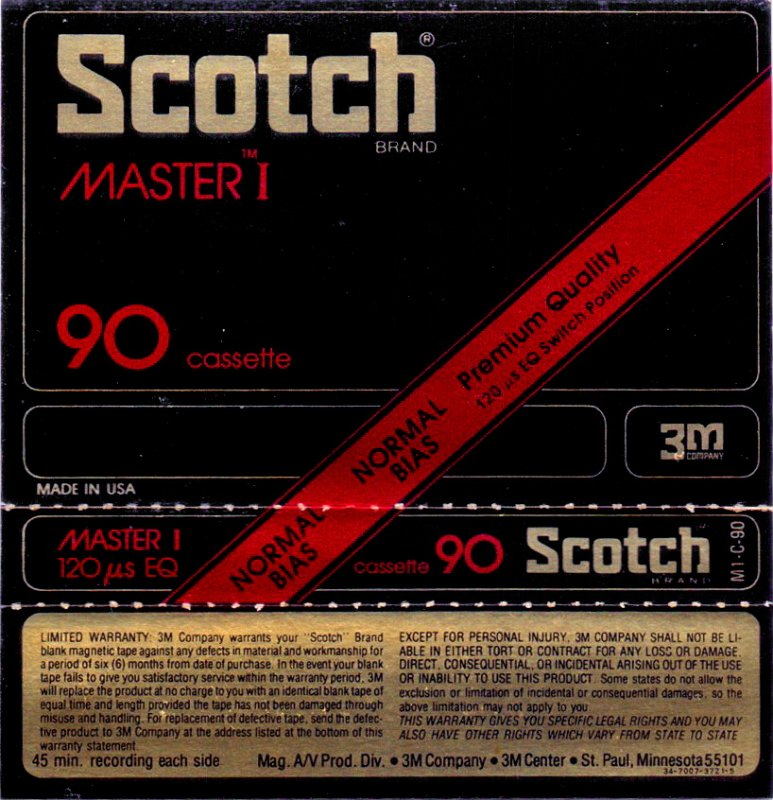 Scotch®
BRAND
MASTER™ I
90 cassette
Premium Quality
120 µs EQ Switch Position
NORMAL
BIAS
3M
COMPANY
MADE IN USA
MASTER I
120 µs EQ
NORMAL
BIAS
cassette 90 Scotch
BRAND
M1-C-90
LIMITED WARRANTY: 3M Company warrants your "Scotch" Brand
blank magnetic tape against any defects in material and workmanship for
a period of six (6) months from date of purchase. In the event your blank
tape fails to give you satisfactory service within the warranty period, 3M
will replace the product at no charge to you with an identical blank tape of
equal time and length provided the tape has not been damaged through
misuse and handling. For replacement of defective tape, send the defec-
tive product to 3M Company at the address listed at the bottom of this
warranty statement.
EXCEPT FOR PERSONAL INJURY, 3M COMPANY SHALL NOT BE LI-
ABLE IN EITHER TORT OR CONTRACT FOR ANY LOSS OR DAMAGE,
DIRECT, CONSEQUENTIAL, OR INCIDENTAL ARISING OUT OF THE USE
OR INABILITY TO USE THIS PRODUCT. Some states do not allow the
exclusion or limitation of incidental or consequential damages, so the
above limitation may not apply to you.
THIS WARRANTY GIVES YOU SPECIFIC LEGAL RIGHTS AND YOU MAY
ALSO HAVE OTHER RIGHTS WHICH VARY FROM STATE TO STATE
45 min. recording each side
Mag. A/V Prod. Div. • 3M Company • 3M Center • St. Paul, Minnesota 55101
34-7007-3721-5